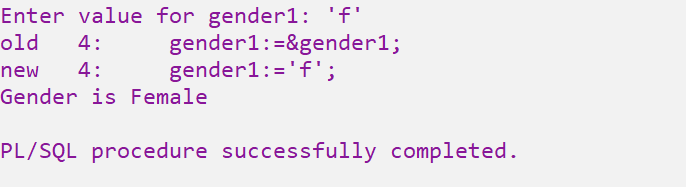 Enter value for gender1: 'f'
old   4:     gender1:=&gender1;
new   4:     gender1:='f';
Gender is Female
PL/SQL procedure successfully completed.